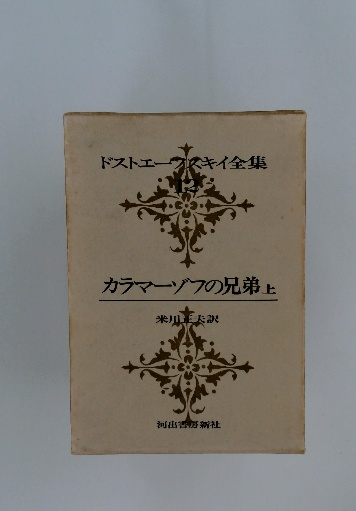 ドストエーフスキイ全集
12
カラマーゾフの兄弟上
米川正夫訳
河出書房新社